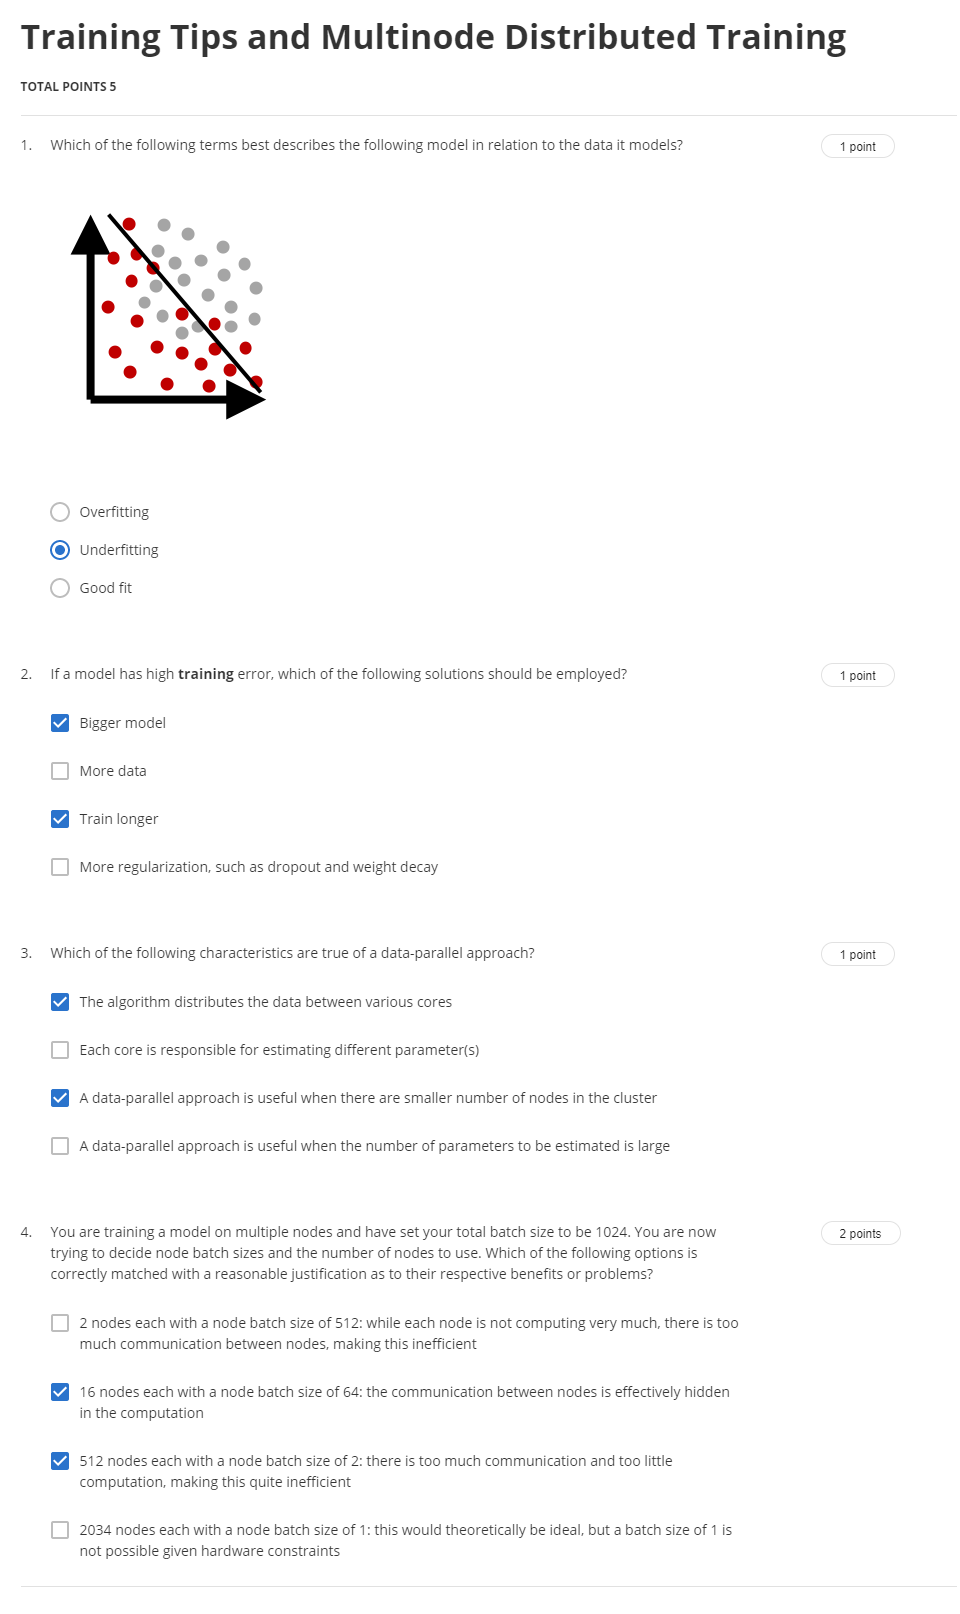 Training Tips and Multinode Distributed Training
TOTAL POINTS 5
1. Which of the following terms best describes the following model in relation to the data it models?
1 point
Overfitting
Underfitting
Good fit
2. If a model has high training error, which of the following solutions should be employed?
1 point
Bigger model
More data
Train longer
More regularization, such as dropout and weight decay
3. Which of the following characteristics are true of a data-parallel approach?
1 point
The algorithm distributes the data between various cores
Each core is responsible for estimating different parameter(s)
A data-parallel approach is useful when there are smaller number of nodes in the cluster
A data-parallel approach is useful when the number of parameters to be estimated is large
4. You are training a model on multiple nodes and have set your total batch size to be 1024. You are now
2 points
trying to decide node batch sizes and the number of nodes to use. Which of the following options is
correctly matched with a reasonable justification as to their respective benefits or problems?
2 nodes each with a node batch size of 512: while each node is not computing very much, there is too
much communication between nodes, making this inefficient
16 nodes each with a node batch size of 64: the communication between nodes is effectively hidden
in the computation
512 nodes each with a node batch size of 2: there is too much communication and too little
computation, making this quite inefficient
2034 nodes each with a node batch size of 1: this would theoretically be ideal, but a batch size of 1 is
not possible given hardware constraints